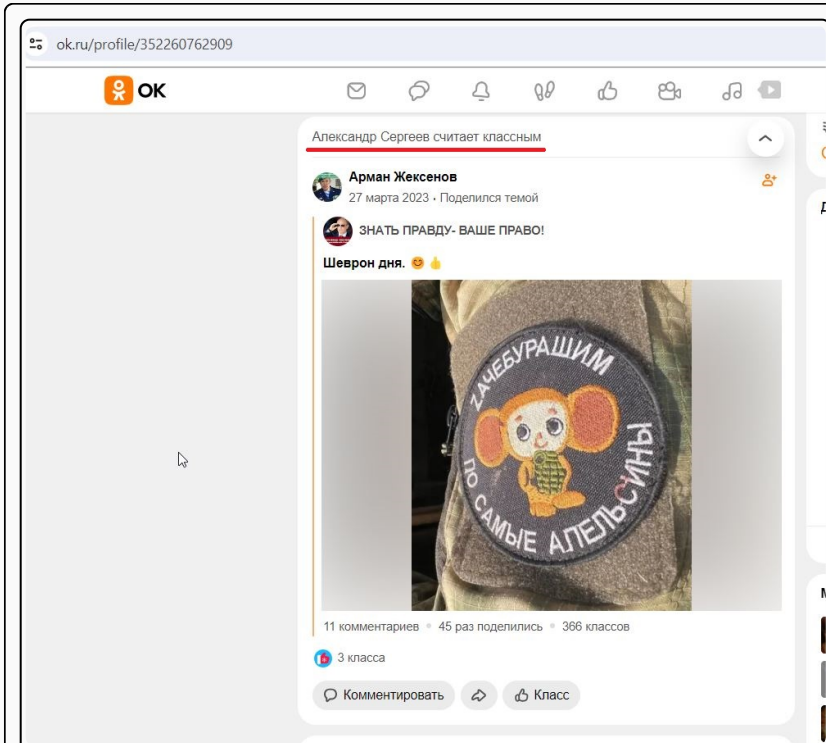 ok.ru/profile/352260762909
ОК
Александр Сергеев считает классным
Арман Жексенов
27 марта 2023 • Поделился темой
ЗНАТЬ ПРАВДУ- ВАШЕ ПРАВО!
Шеврон дня. 😊 👍
ZАЧЕБУРАШИМ
ПО САМЫЕ АПЕЛЬСИНЫ
11 комментариев • 45 раз поделились • 366 классов
3 класса
Комментировать
Класс